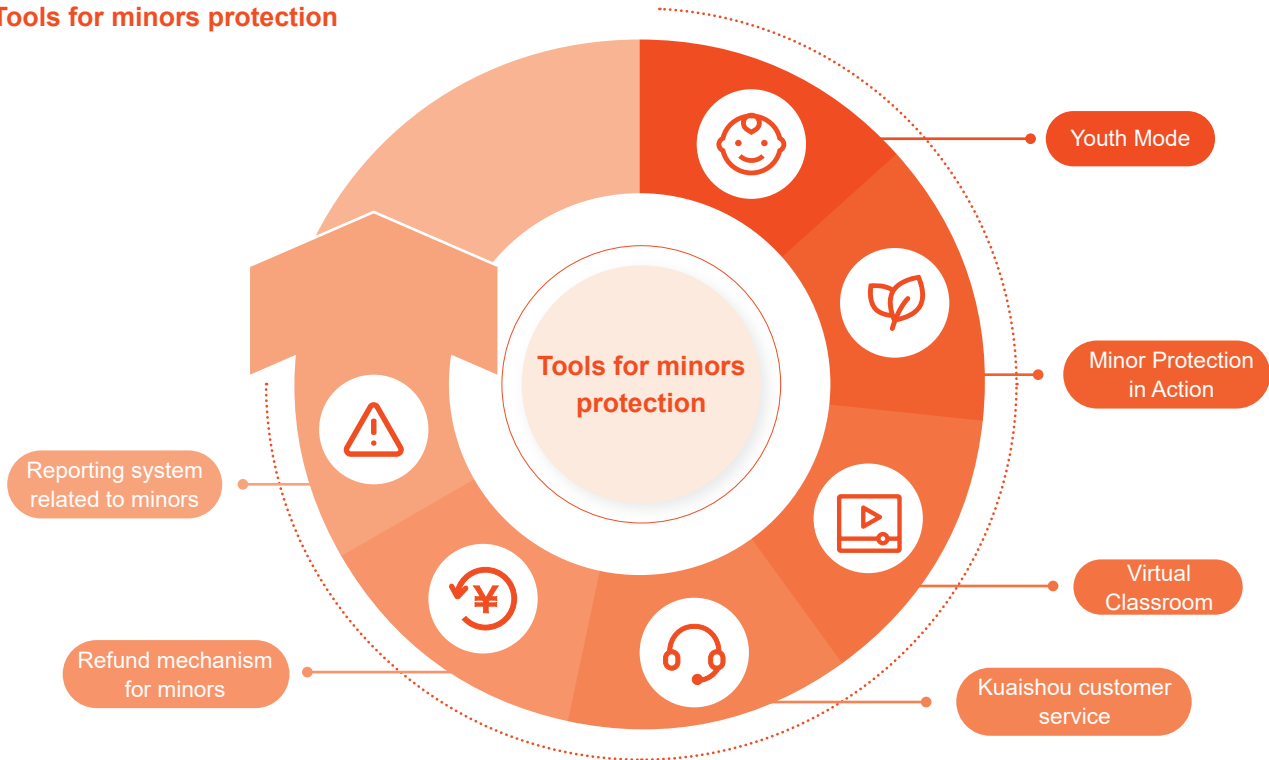 Tools for minors protection
Youth Mode
Minor Protection
in Action
Virtual
Classroom
Kuaishou customer
service
Refund mechanism
for minors
Reporting system
related to minors
Tools for minors
protection
¥